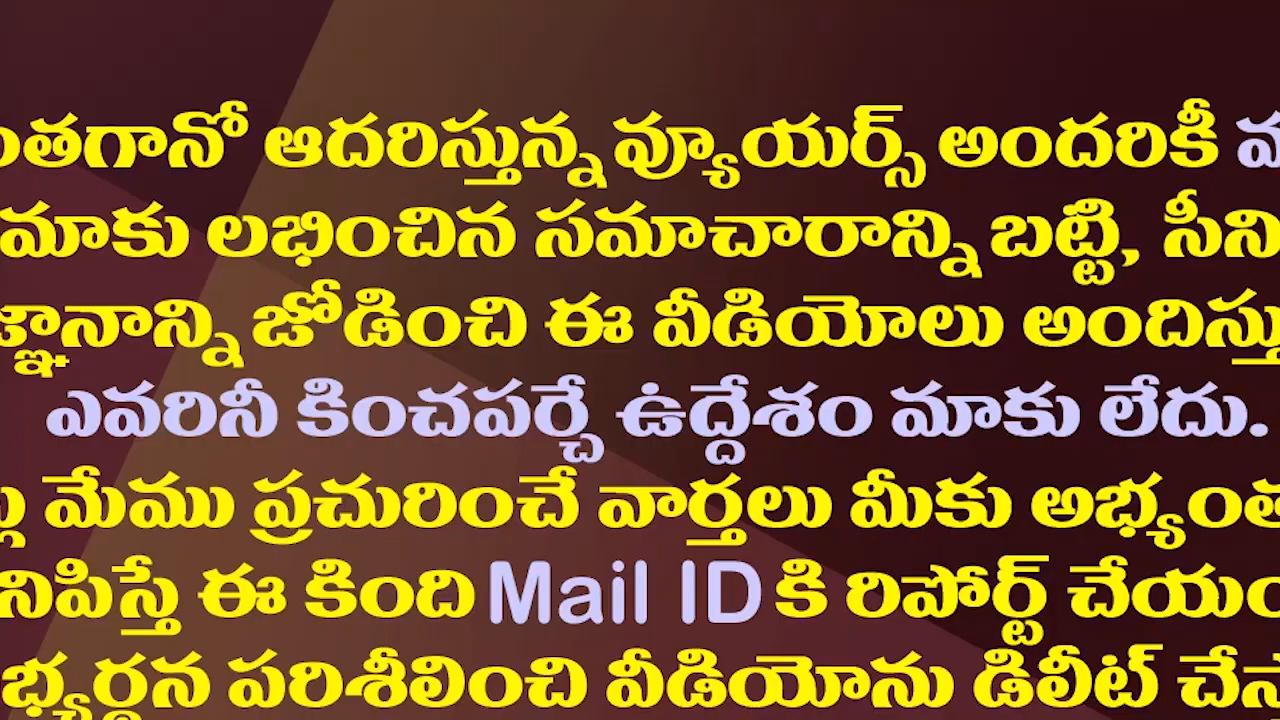 ంతగానో ఆదరిస్తున్న వ్యూయర్స్ అందరికీ
మాకు లభించిన సమాచారాన్ని బట్టి, సీని
జ్ఞానాన్ని జోడించి ఈ వీడియోలు అందిస్తు
ఎవరినీ కించపర్చే ఉద్దేశం మాకు లేదు.
మేము ప్రచురించే వార్తలు మీకు అభ్యంత
నిపిస్తే ఈ కింది Mail ID కి రిపోర్ట్ చేయం
భ్యర్ధన పరిశీలించి వీడియోను డిలీట్ చేస